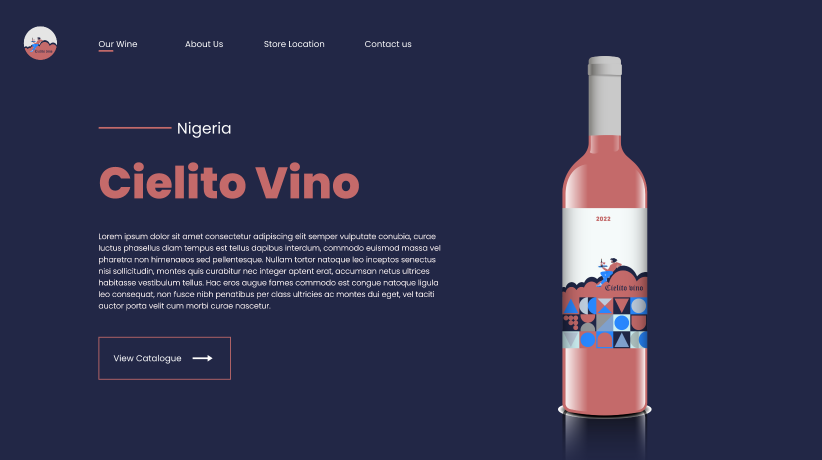 Our Wine
About Us
Store Location
Contact us
Nigeria
Cielito Vino
Lorem ipsum dolor sit amet consectetur adipiscing elit semper vulputate conubia, curae
luctus phasellus diam tempus est tellus dapibus interdum, commodo euismod massa vel
pharetra non himenaeos sed pellentesque. Nullam tortor natoque leo inceptos senectus
nisi sollicitudin, montes quis curabitur nec integer aptent erat, accumsan netus ultrices
habitasse vestibulum tellus. Hac eros augue fames commodo est congue natoque ligula
leo consequat, non fusce nibh penatibus per class ultricies ac montes dui eget, vel taciti
auctor porta velit cum morbi curae nascetur.
View Catalogue
2022
Cielito vino